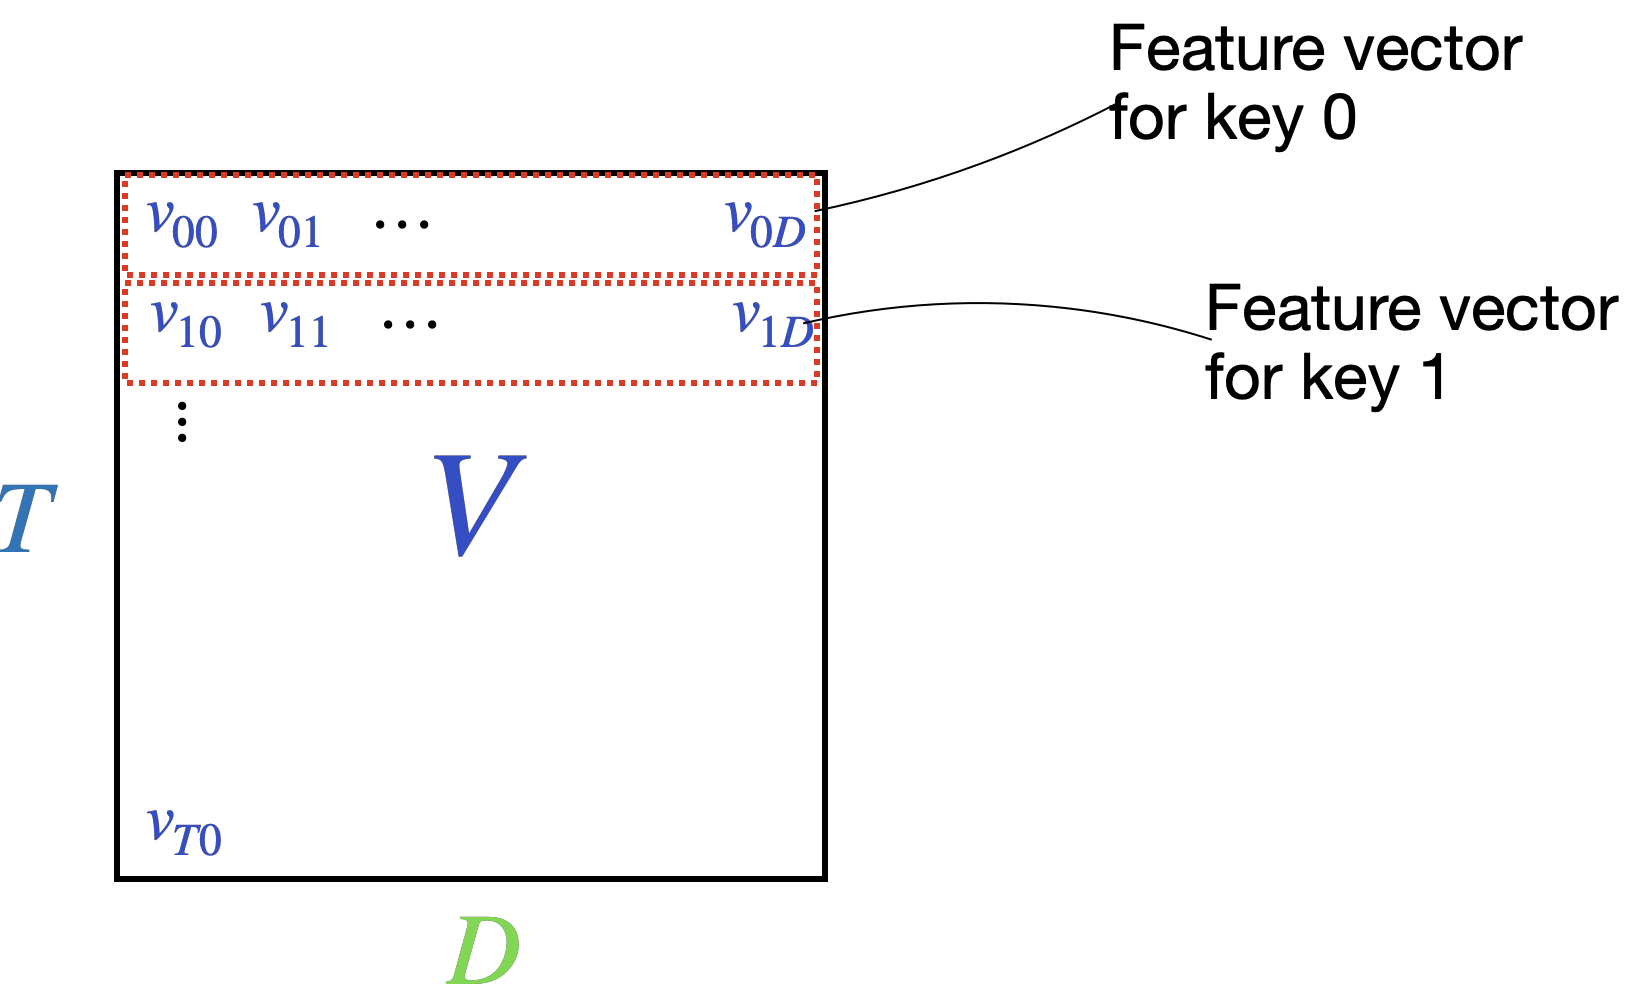 Feature vector
for key 0
v00 v01 ... v0D
v10 v11 ... v1D
Feature vector
for key 1
⋮
V
T
vT0
D